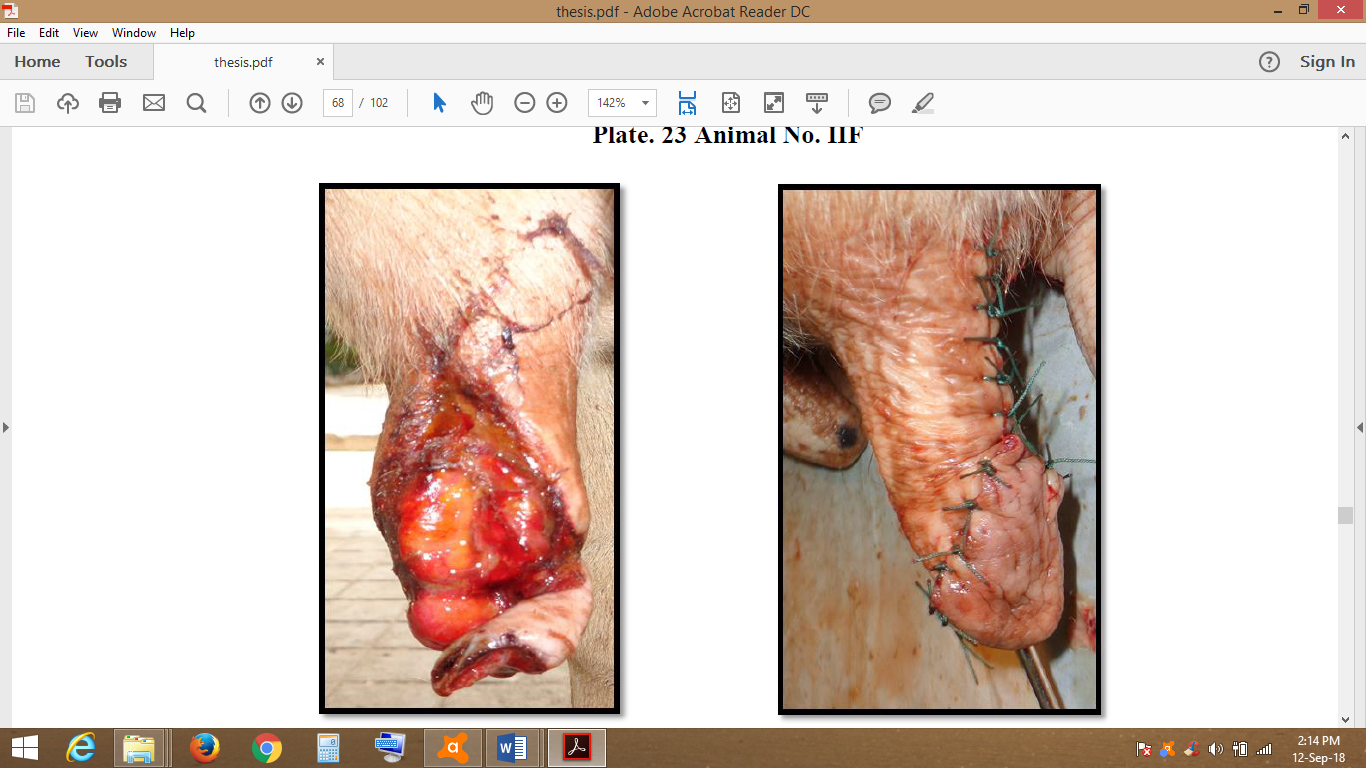 thesis.pdf - Adobe Acrobat Reader DC
File Edit View Window Help
Home Tools thesis.pdf × ? Sign In
68 / 102 142%
Plate. 23 Animal No. IIF
2:14 PM
12-Sep-18